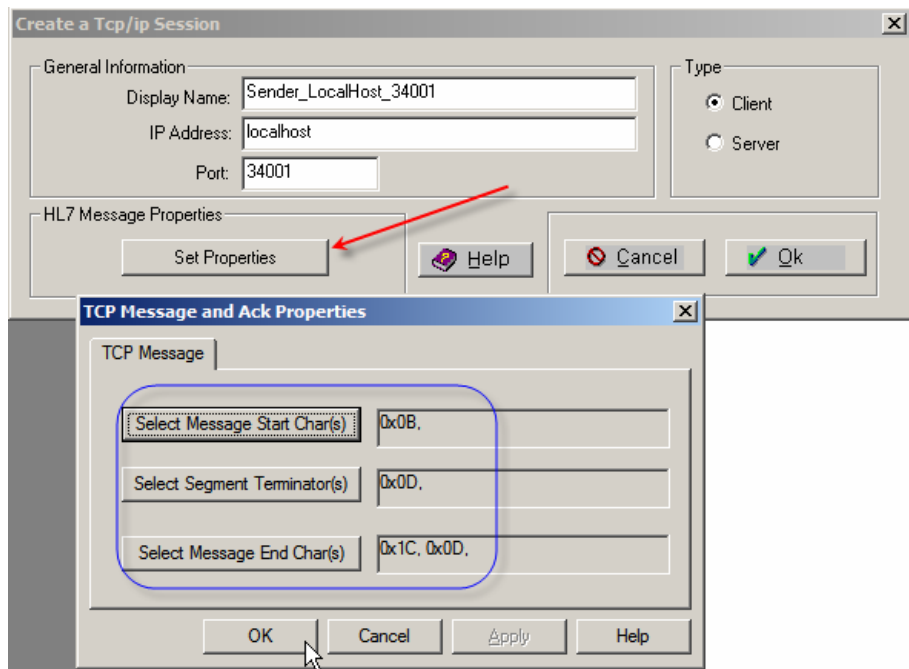 Create a Tcp/ip Session
General Information
Type
Display Name: Sender_LocalHost_34001
Client
IP Address: localhost
Server
Port: 34001
HL7 Message Properties
Set Properties
Help
Cancel
Ok
TCP Message and Ack Properties
TCP Message
Select Message Start Char(s) 0x0B,
Select Segment Terminator(s) 0x0D,
Select Message End Char(s) 0x1C, 0x0D,
OK Cancel Apply Help